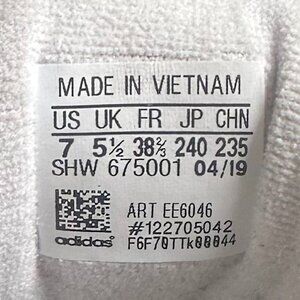 MADE IN VIETNAM
US UK FR JP CHN
7 5½ 38⅔ 240 235
SHW 675001 04/19
ART EE6046
#122705042
adidas F6F70TTk00044